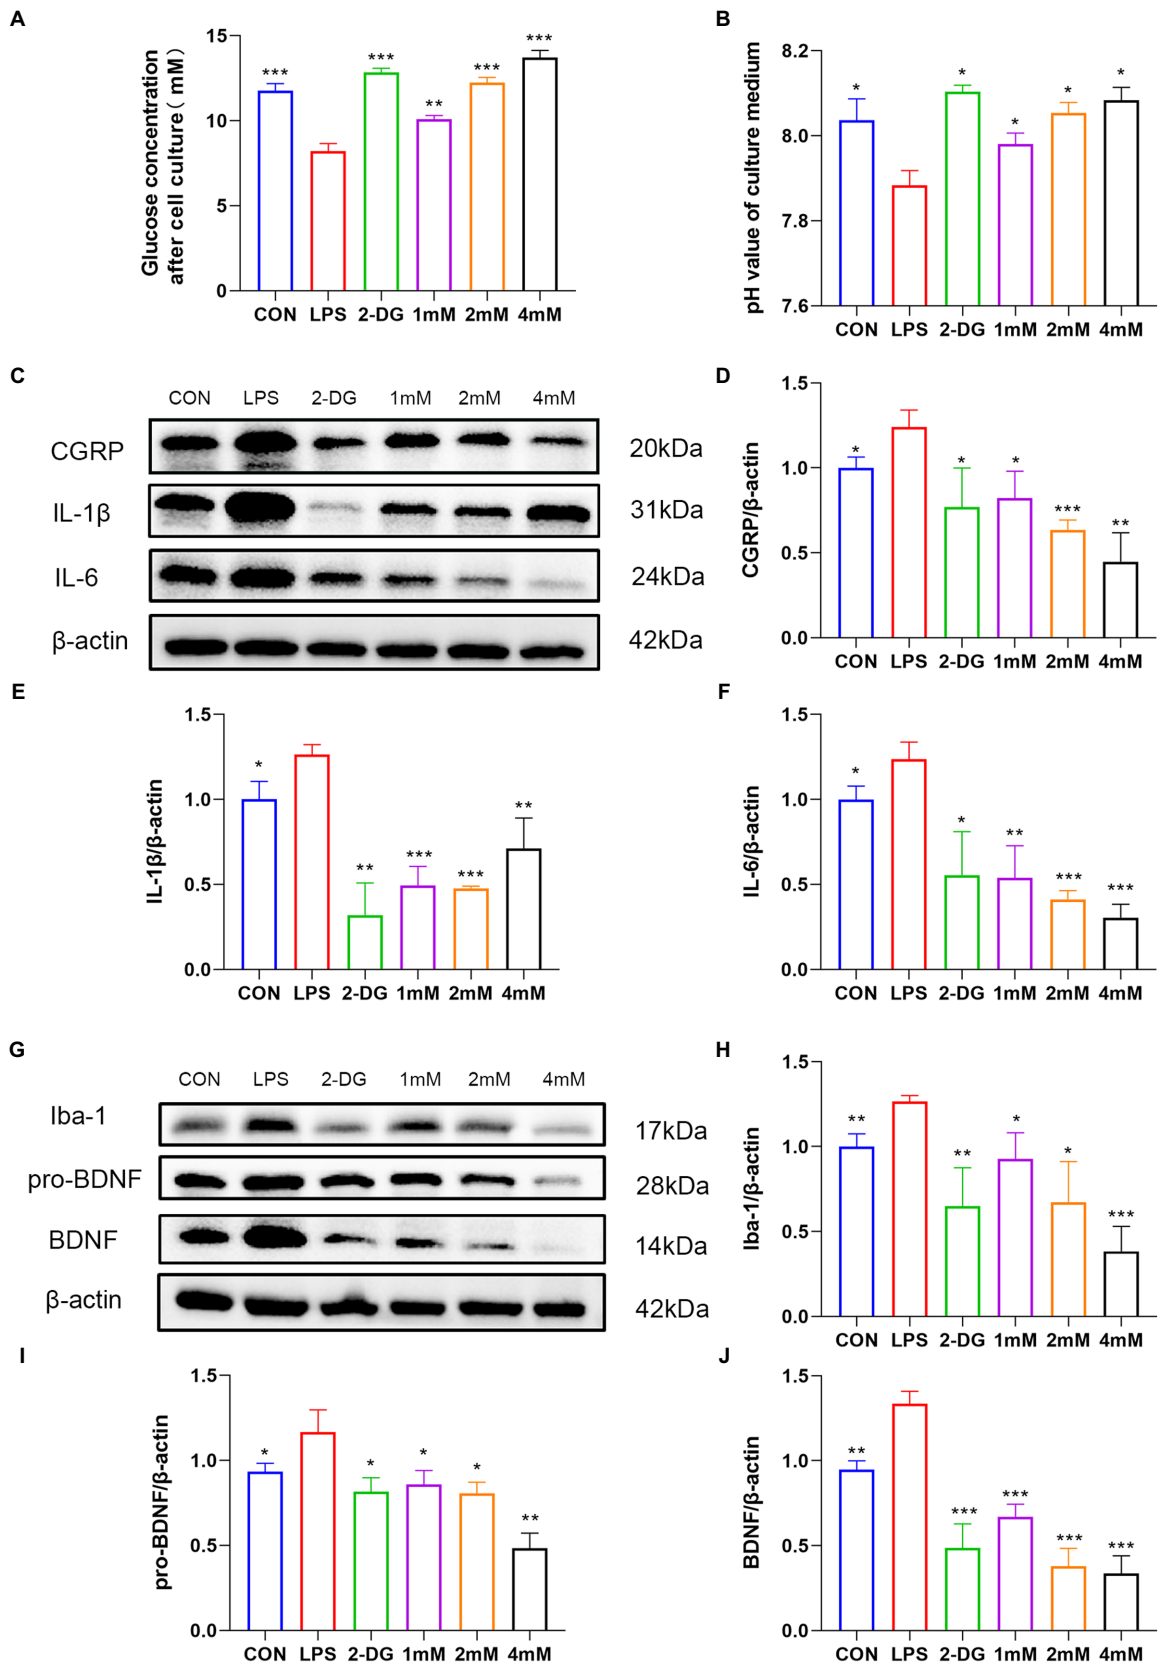 A
Glucose concentration
after cell culture( mM)
15
10
5
0
***
***
**
***
***
CON LPS 2-DG 1mM 2mM 4mM
B
pH value of culture medium
8.2
8.0
7.8
7.6
*
*
*
*
*
CON LPS 2-DG 1mM 2mM 4mM
C
CON LPS 2-DG 1mM 2mM 4mM
CGRP 20kDa
IL-1β 31kDa
IL-6 24kDa
β-actin 42kDa
D
CGRP/β-actin
1.5
1.0
0.5
0.0
*
*
*
***
**
CON LPS 2-DG 1mM 2mM 4mM
E
IL-1β/β-actin
1.5
1.0
0.5
0.0
*
**
***
***
**
CON LPS 2-DG 1mM 2mM 4mM
F
IL-6/β-actin
1.5
1.0
0.5
0.0
*
*
**
***
***
CON LPS 2-DG 1mM 2mM 4mM
G
CON LPS 2-DG 1mM 2mM 4mM
Iba-1 17kDa
pro-BDNF 28kDa
BDNF 14kDa
β-actin 42kDa
H
Iba-1/β-actin
1.5
1.0
0.5
0.0
**
**
*
*
***
CON LPS 2-DG 1mM 2mM 4mM
I
pro-BDNF/β-actin
1.5
1.0
0.5
0.0
*
*
*
*
**
CON LPS 2-DG 1mM 2mM 4mM
J
BDNF/β-actin
1.5
1.0
0.5
0.0
**
***
***
***
***
CON LPS 2-DG 1mM 2mM 4mM